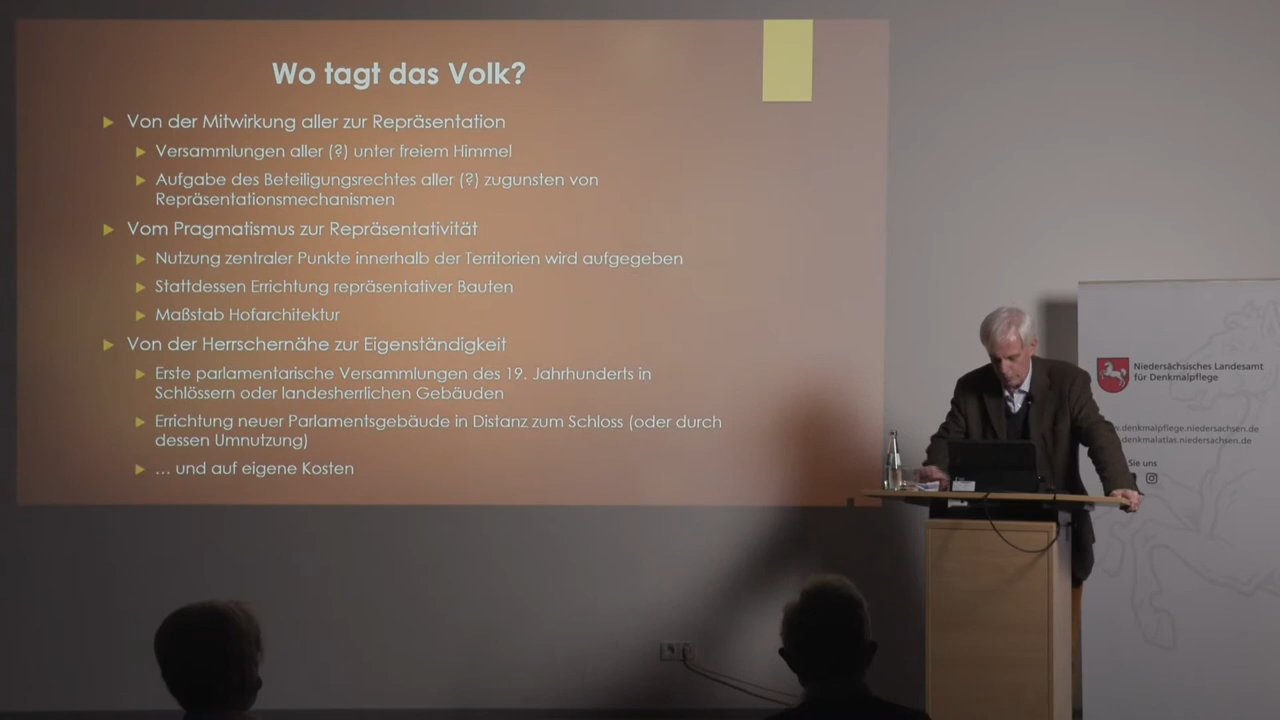 Wo tagt das Volk?
Von der Mitwirkung aller zur Repräsentation
Versammlungen aller (?) unter freiem Himmel
Aufgabe des Beteiligungsrechtes aller (?) zugunsten von
Repräsentationsmechanismen
Vom Pragmatismus zur Repräsentativität
Nutzung zentraler Punkte innerhalb der Territorien wird aufgegeben
Stattdessen Errichtung repräsentativer Bauten
Maßstab Hofarchitektur
Von der Herrschernähe zur Eigenständigkeit
Erste parlamentarische Versammlungen des 19. Jahrhunderts in
Schlössern oder landesherrlichen Gebäuden
Errichtung neuer Parlamentsgebäude in Distanz zum Schloss (oder durch
dessen Umnutzung)
... und auf eigene Kosten
Niedersächsisches Landesamt
für Denkmalpflege
.denkmalpflege.niedersachsen.de
denkmalatlas.niedersachsen.de
Sie uns